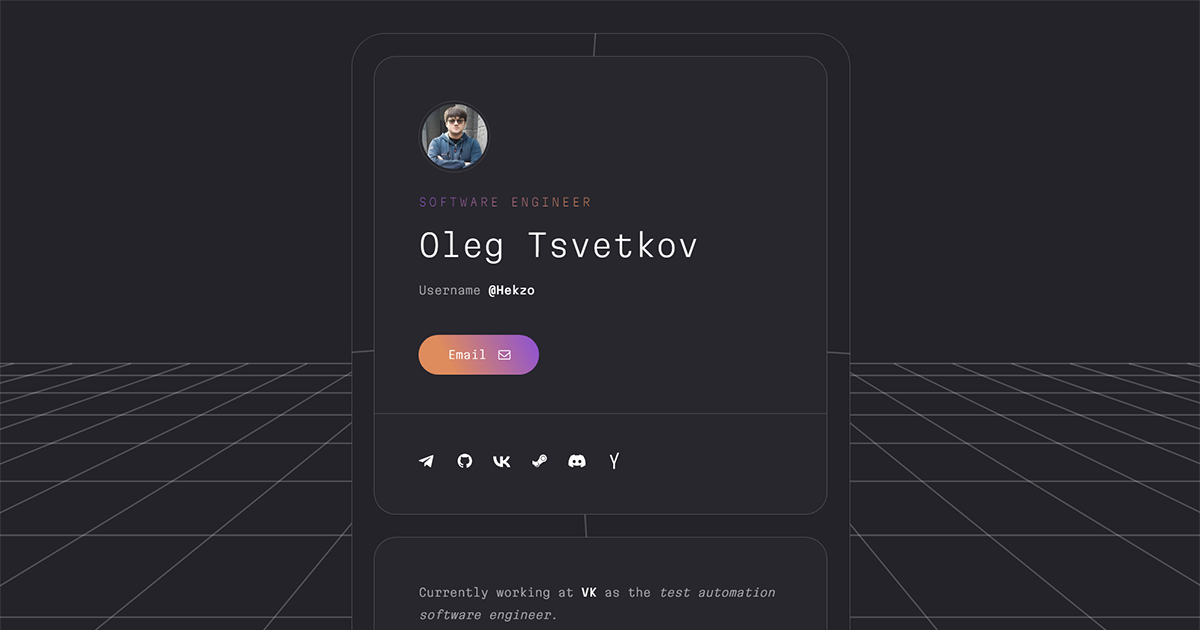 SOFTWARE ENGINEER
Oleg Tsvetkov
Username @Hekzo
Email
Currently working at VK as the test automation
software engineer.